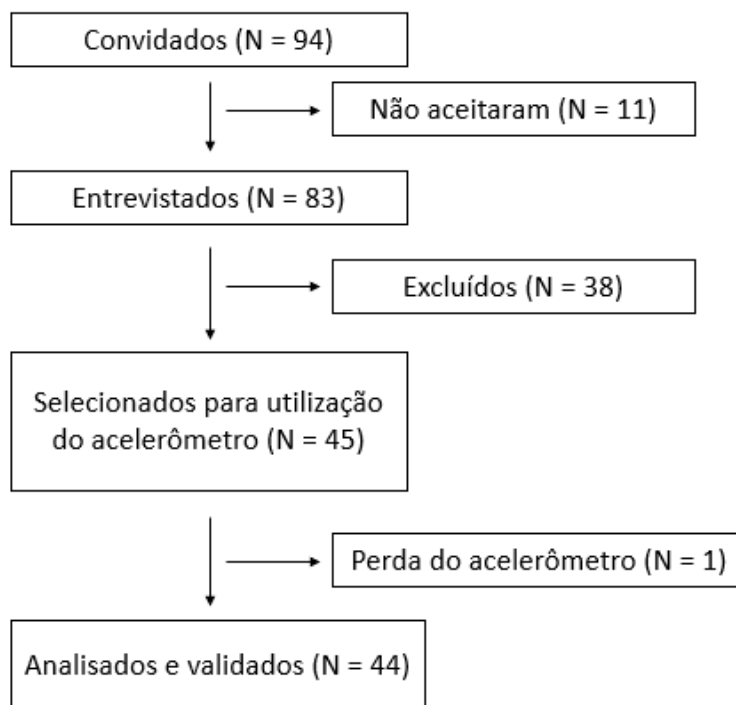 Convidados (N = 94)
Não aceitaram (N = 11)
Entrevistados (N = 83)
Excluídos (N = 38)
Selecionados para utilização
do acelerômetro (N = 45)
Perda do acelerômetro (N = 1)
Analisados e validados (N = 44)